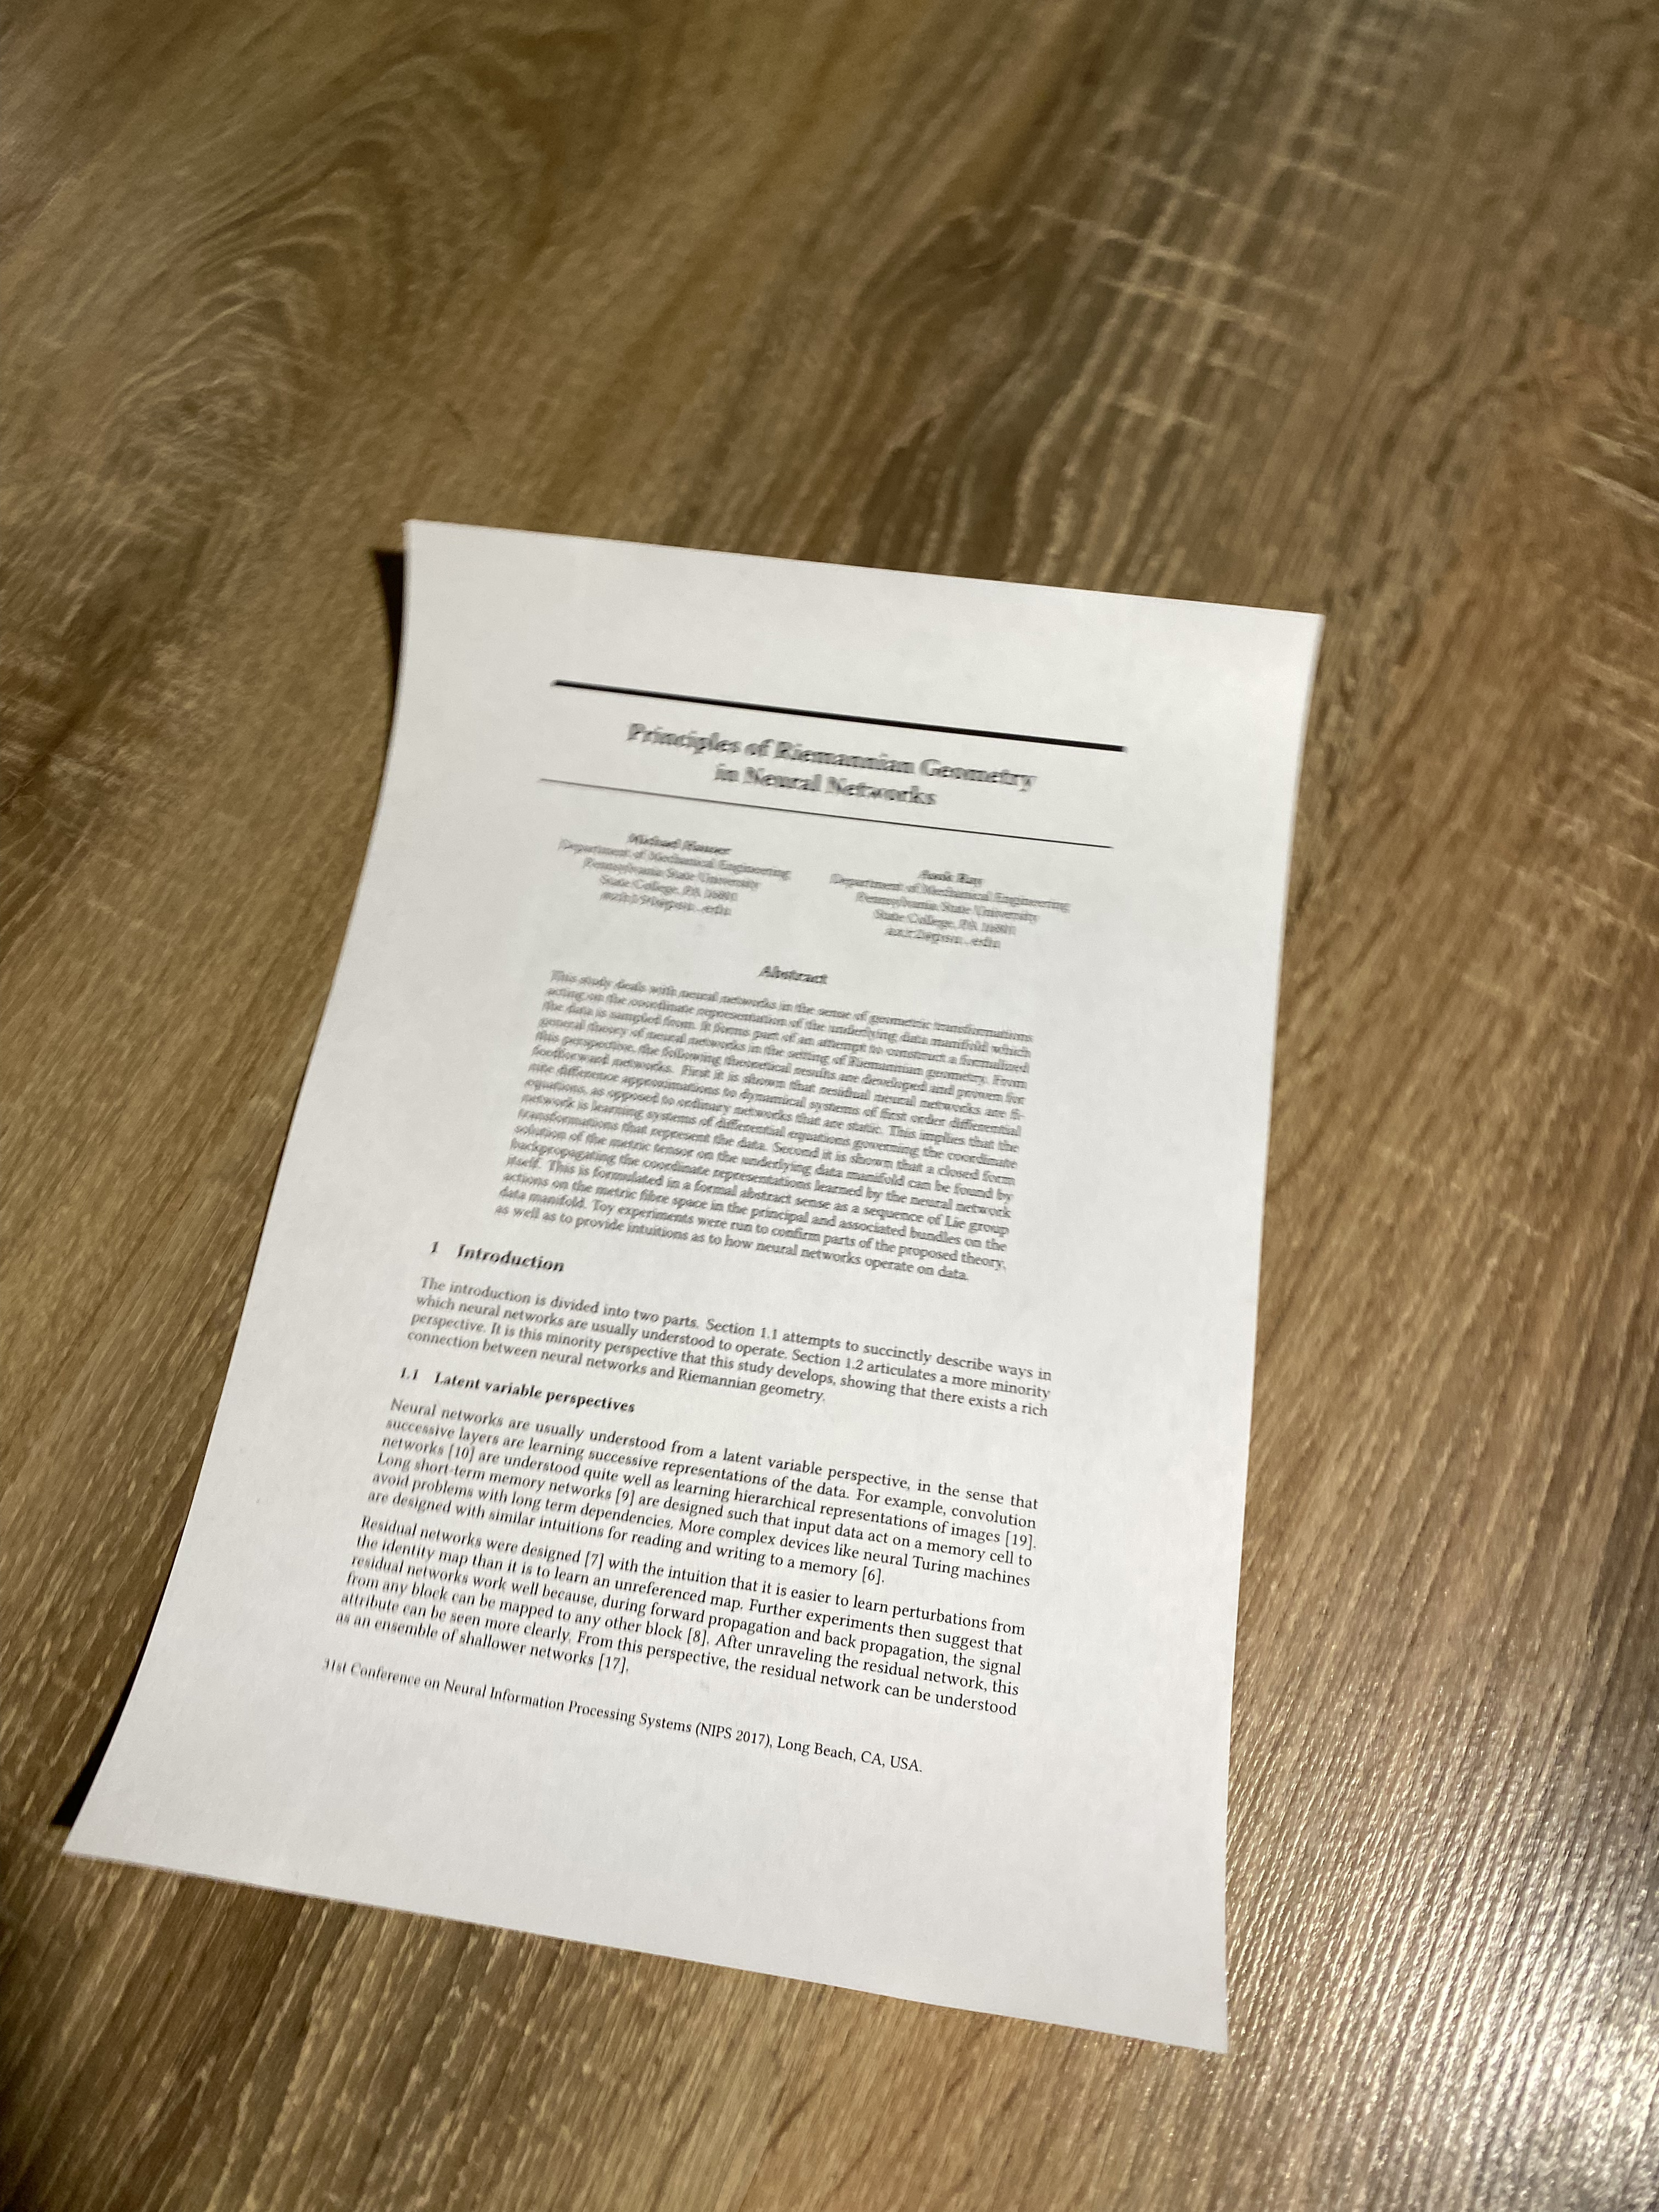 Principles of Riemannian Geometry
in Neural Networks
Michael Hauser
Department of Mechanical Engineering
Pennsylvania State University
State College, PA 16801
Asok Ray
Department of Mechanical Engineering
Pennsylvania State University
State College, PA 16801
Abstract
This study deals with neural networks in the sense of geometric transformations
acting on the coordinate representation of the underlying data manifold which
the data is sampled from. It forms part of an attempt to construct a formalized
general theory of neural networks in the setting of Riemannian geometry. From
this perspective, the following theoretical results are developed and proven for
feedforward networks. First it is shown that residual neural networks are fi-
nite difference approximations to dynamical systems of first order differential
equations, as opposed to ordinary networks that are static. This implies that the
network is learning systems of differential equations governing the coordinate
transformations that represent the data. Second it is shown that a closed form
solution of the metric tensor on the underlying data manifold can be found by
backpropagating the coordinate representations learned by the neural network
itself. This is formulated in a formal abstract sense as a sequence of Lie group
actions on the metric fibre space in the principal and associated bundles on the
data manifold. Toy experiments were run to confirm parts of the proposed theory,
as well as to provide intuitions as to how neural networks operate on data.
1 Introduction
The introduction is divided into two parts. Section 1.1 attempts to succinctly describe ways in
which neural networks are usually understood to operate. Section 1.2 articulates a more minority
perspective. It is this minority perspective that this study develops, showing that there exists a rich
connection between neural networks and Riemannian geometry.
1.1 Latent variable perspectives
Neural networks are usually understood from a latent variable perspective, in the sense that
successive layers are learning successive representations of the data. For example, convolution
networks [10] are understood quite well as learning hierarchical representations of images [19].
Long short-term memory networks [9] are designed such that input data act on a memory cell to
avoid problems with long term dependencies. More complex devices like neural Turing machines
are designed with similar intuitions for reading and writing to a memory [6].
Residual networks were designed [7] with the intuition that it is easier to learn perturbations from
the identity map than it is to learn an unreferenced map. Further experiments then suggest that
residual networks work well because, during forward propagation and back propagation, the signal
from any block can be mapped to any other block [8]. After unraveling the residual network, this
attribute can be seen more clearly. From this perspective, the residual network can be understood
as an ensemble of shallower networks [17].
31st Conference on Neural Information Processing Systems (NIPS 2017), Long Beach, CA, USA.